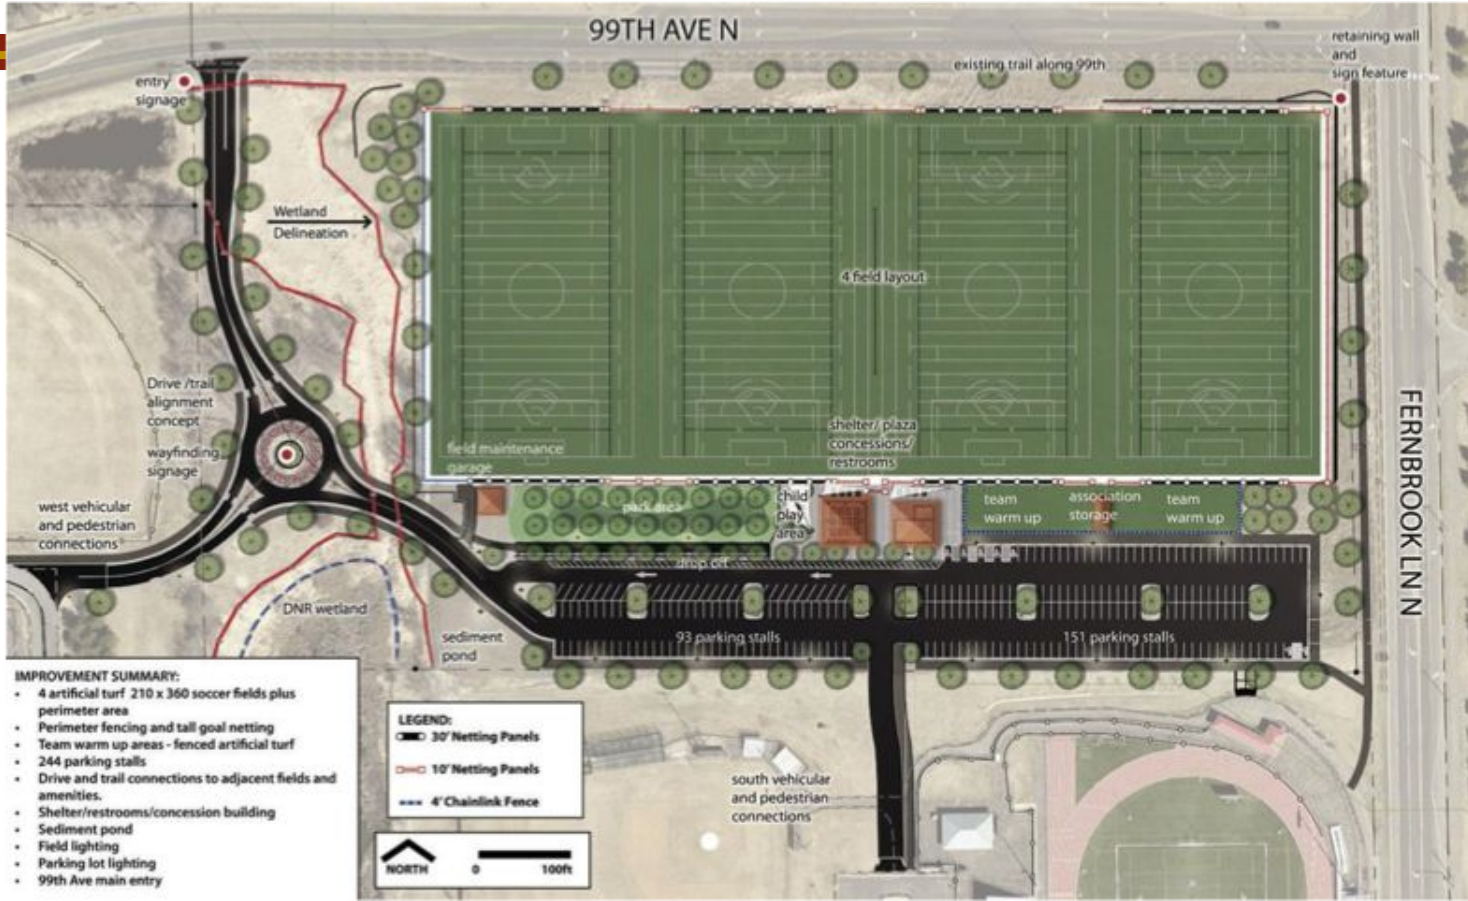 99TH AVE N
retaining wall
and
sign feature
existing trail along 99th
entry
signage
Wetland
Delineation
4 field layout
Drive /trail
alignment
concept
wayfinding
signage
FERNBROOK LN N
shelter/ plaza
concessions/
restrooms
field maintenance
garage
park area
child
play
area
team
warm up
association
storage
team
warm up
west vehicular
and pedestrian
connections
drop off
DNR wetland
sediment
pond
93 parking stalls
151 parking stalls
IMPROVEMENT SUMMARY:
• 4 artificial turf 210 x 360 soccer fields plus
perimeter area
• Perimeter fencing and tall goal netting
• Team warm up areas - fenced artificial turf
• 244 parking stalls
• Drive and trail connections to adjacent fields and
amenities.
• Shelter/restrooms/concession building
• Sediment pond
• Field lighting
• Parking lot lighting
• 99th Ave main entry
LEGEND:
30' Netting Panels
10' Netting Panels
4' Chainlink Fence
NORTH
0 100ft
south vehicular
and pedestrian
connections